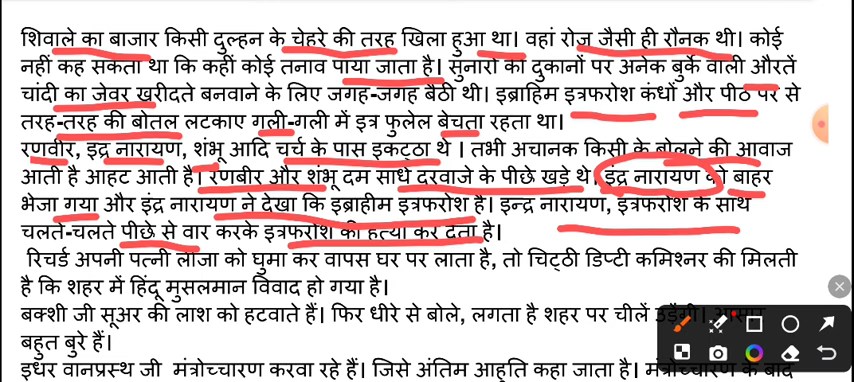 शिवाले का बाजार किसी दुल्हन के चेहरे की तरह खिला हुआ था। वहां रोज़ जैसी ही रौनक थी। कोई
नहीं कह सकता था कि कहीं कोई तनाव पाया जाता है। सुनारों की दुकानों पर अनेक बुर्के वाली औरतें
चांदी का जेवर खरीदते बनवाने के लिए जगह-जगह बैठी थी। इब्राहिम इत्रफरोश कंधों और पीठ पर से
तरह-तरह की बोतल लटकाए गली-गली में इत्र फुलेल बेचता रहता था।
रणवीर, इंद्र नारायण, शंभू आदि चर्च के पास इकट्ठा थे । तभी अचानक किसी के बोलने की आवाज
आती है आहट आती है। रणबीर और शंभू दम साधे दरवाजे के पीछे खड़े थे। इंद्र नारायण को बाहर
भेजा गया और इंद्र नारायण ने देखा कि इब्राहीम इत्रफरोश है। इन्द्र नारायण, इत्रफरोश के साथ
चलते-चलते पीछे से वार करके इत्रफरोश की हत्या कर देता है।
रिचर्ड अपनी पत्नी लीजा को घुमा कर वापस घर पर लाता है, तो चिट्ठी डिप्टी कमिश्नर की मिलती
है कि शहर में हिंदू मुसलमान विवाद हो गया है।
बक्शी जी सूअर की लाश को हटवाते हैं। फिर धीरे से बोले, लगता है शहर पर चीलें उड़ेंगी। आसार
बहुत बुरे हैं।
इधर वानप्रस्थ जी मंत्रोच्चारण करवा रहे हैं। जिसे अंतिम आहुति कहा जाता है। मंत्रोच्चारण के बाद